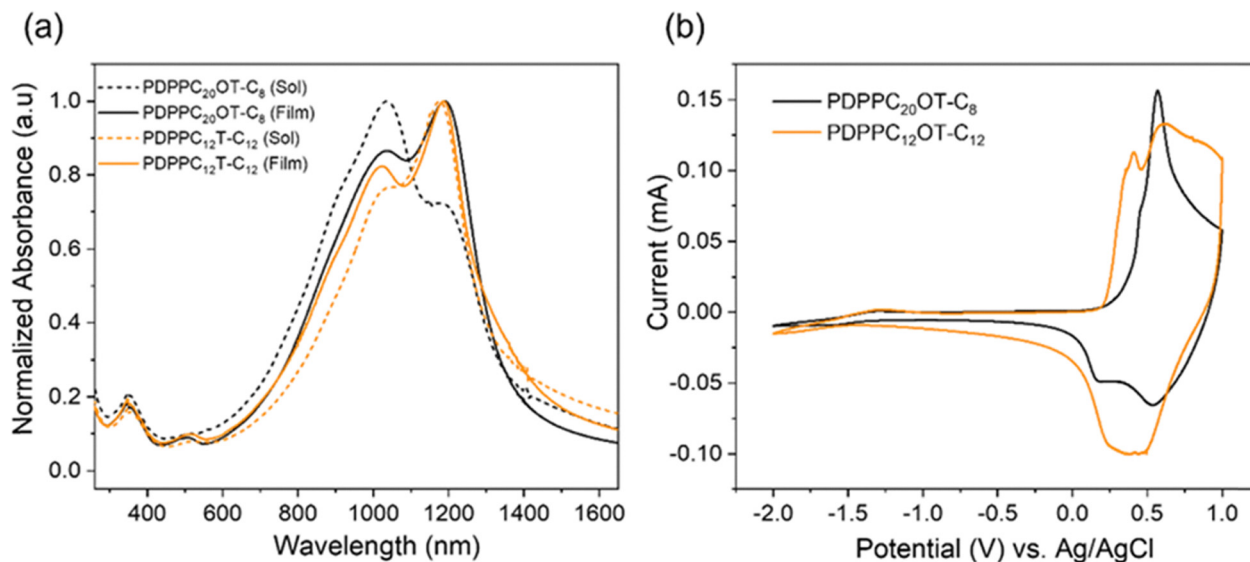 (a)
Normalized Absorbance (a.u)
1.0
0.8
0.6
0.4
0.2
0.0
PDPPC₂₀OT-C₈ (Sol)
PDPPC₂₀OT-C₈ (Film)
PDPPC₁₂T-C₁₂ (Sol)
PDPPC₁₂T-C₁₂ (Film)
400 600 800 1000 1200 1400 1600
Wavelength (nm)
(b)
Current (mA)
0.15
0.10
0.05
0.00
-0.05
-0.10
PDPPC₂₀OT-C₈
PDPPC₁₂OT-C₁₂
-2.0 -1.5 -1.0 -0.5 0.0 0.5 1.0
Potential (V) vs. Ag/AgCl